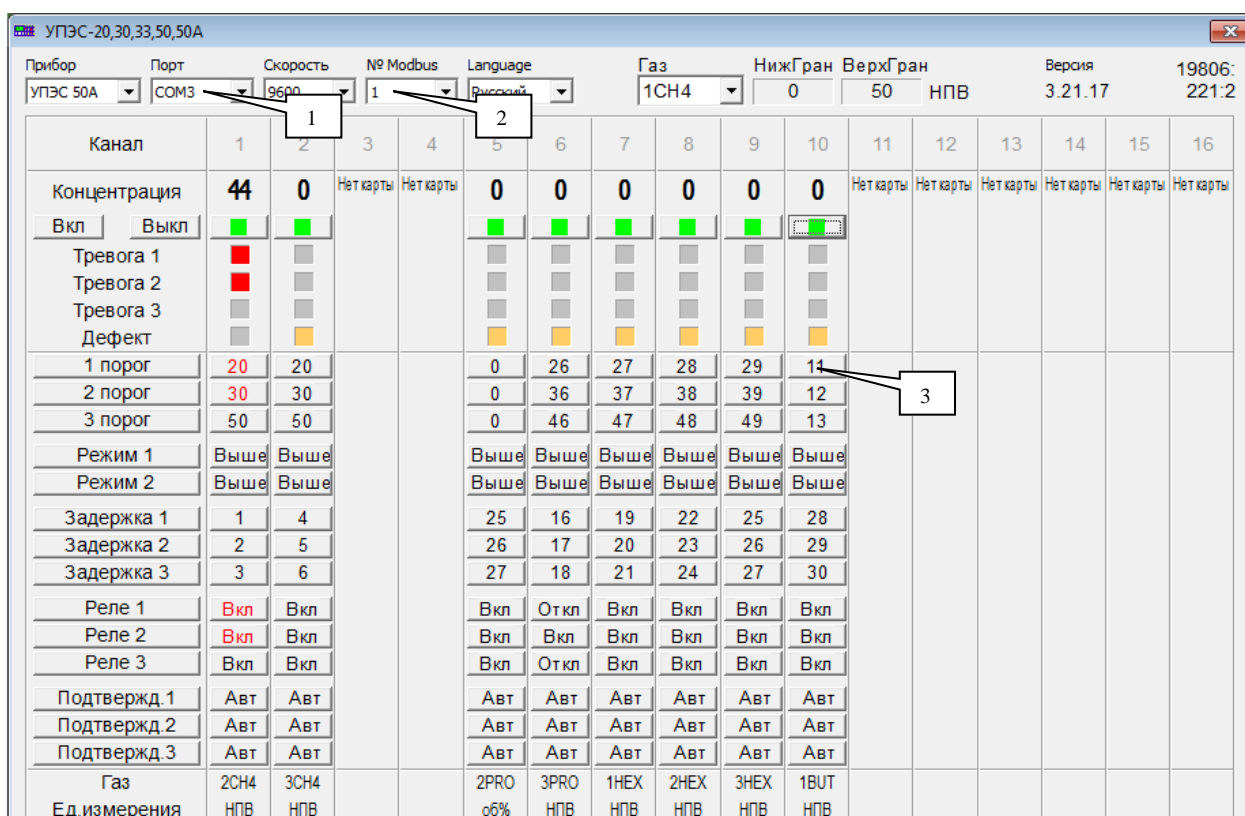 УПЭС-20,30,33,50,50А
Прибор Порт Скорость № Modbus Language Газ НижГран ВерхГран Версия 19806:
УПЭС 50А COM3 9600 1 Русский 1CH4 0 50 НПВ 3.21.17 221:2
1 2
Канал 1 2 3 4 5 6 7 8 9 10 11 12 13 14 15 16
Концентрация 44 0 Нет карты Нет карты 0 0 0 0 0 0 Нет карты Нет карты Нет карты Нет карты Нет карты Нет карты
Вкл Выкл
Тревога 1
Тревога 2
Тревога 3
Дефект
1 порог 20 20 0 26 27 28 29 11
2 порог 30 30 0 36 37 38 39 12 3
3 порог 50 50 0 46 47 48 49 13
Режим 1 Выше Выше Выше Выше Выше Выше Выше Выше
Режим 2 Выше Выше Выше Выше Выше Выше Выше Выше
Задержка 1 1 4 25 16 19 22 25 28
Задержка 2 2 5 26 17 20 23 26 29
Задержка 3 3 6 27 18 21 24 27 30
Реле 1 Вкл Вкл Вкл Откл Вкл Вкл Вкл Вкл
Реле 2 Вкл Вкл Вкл Вкл Вкл Вкл Вкл Вкл
Реле 3 Вкл Вкл Вкл Откл Вкл Вкл Вкл Вкл
Подтвержд.1 Авт Авт Авт Авт Авт Авт Авт Авт
Подтвержд.2 Авт Авт Авт Авт Авт Авт Авт Авт
Подтвержд.3 Авт Авт Авт Авт Авт Авт Авт Авт
Газ 2CH4 3CH4 2PRO 3PRO 1HEX 2HEX 3HEX 1BUT
Ед.измерения НПВ НПВ об% НПВ НПВ НПВ НПВ НПВ